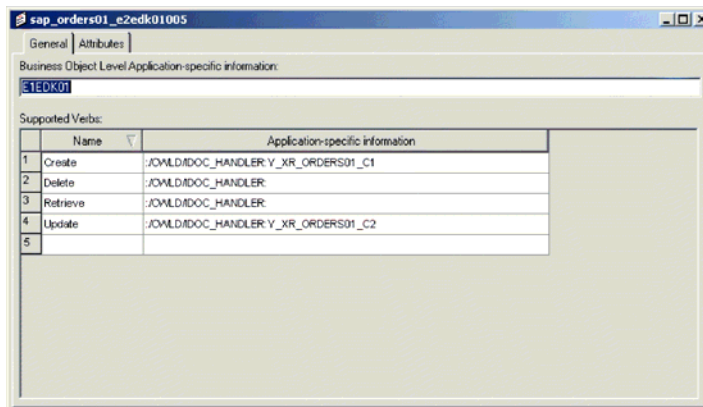 sap_orders01_e2edk01005
General Attributes
Business Object Level Application-specific information:
E1EDK01
Supported Verbs:
Name Application-specific information
1 Create :/CWLD/IDOC_HANDLER:Y_XR_ORDERS01_C1
2 Delete :/CWLD/IDOC_HANDLER:
3 Retrieve :/CWLD/IDOC_HANDLER:
4 Update :/CWLD/IDOC_HANDLER:Y_XR_ORDERS01_C2
5